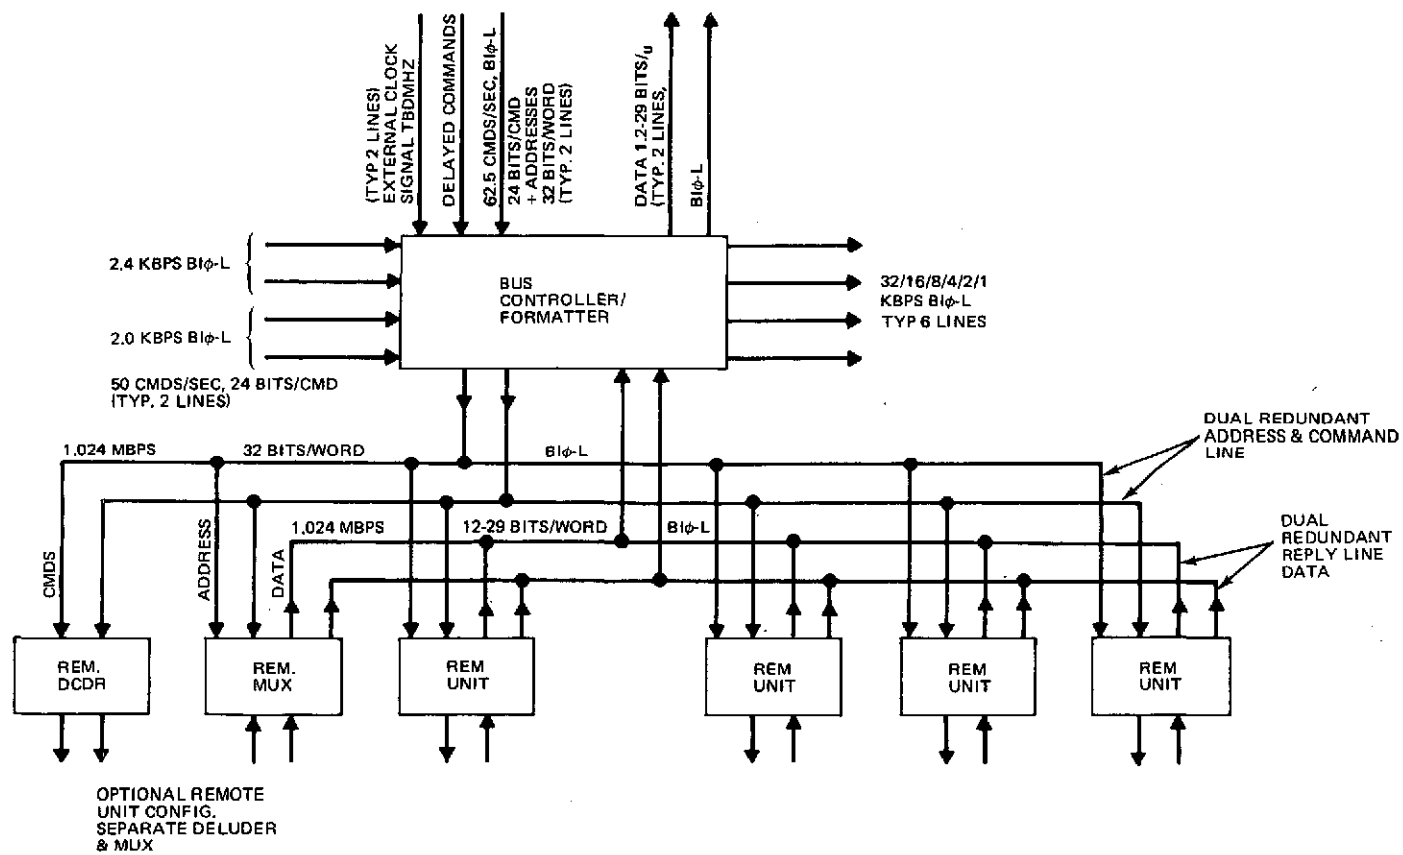 (TYP. 2 LINES)
EXTERNAL CLOCK
SIGNAL TBDMHZ
DELAYED COMMANDS
62.5 CMDS/SEC, BIφ-L
24 BITS/CMD
+ ADDRESSES
32 BITS/WORD
(TYP. 2 LINES)
DATA 1.2-29 BITS/u
(TYP. 2 LINES,
BIφ-L
2.4 KBPS BIφ-L
2.0 KBPS BIφ-L
50 CMDS/SEC, 24 BITS/CMD
(TYP. 2 LINES)
BUS
CONTROLLER/
FORMATTER
32/16/8/4/2/1
KBPS BIφ-L
TYP 6 LINES
DUAL REDUNDANT
ADDRESS & COMMAND
LINE
1.024 MBPS
32 BITS/WORD
BIφ-L
1.024 MBPS
12-29 BITS/WORD
BIφ-L
DUAL
REDUNDANT
REPLY LINE
DATA
CMDS
ADDRESS
DATA
REM.
DCDR
REM.
MUX
REM
UNIT
REM
UNIT
REM
UNIT
REM
UNIT
OPTIONAL REMOTE
UNIT CONFIG.
SEPARATE DELUDER
& MUX